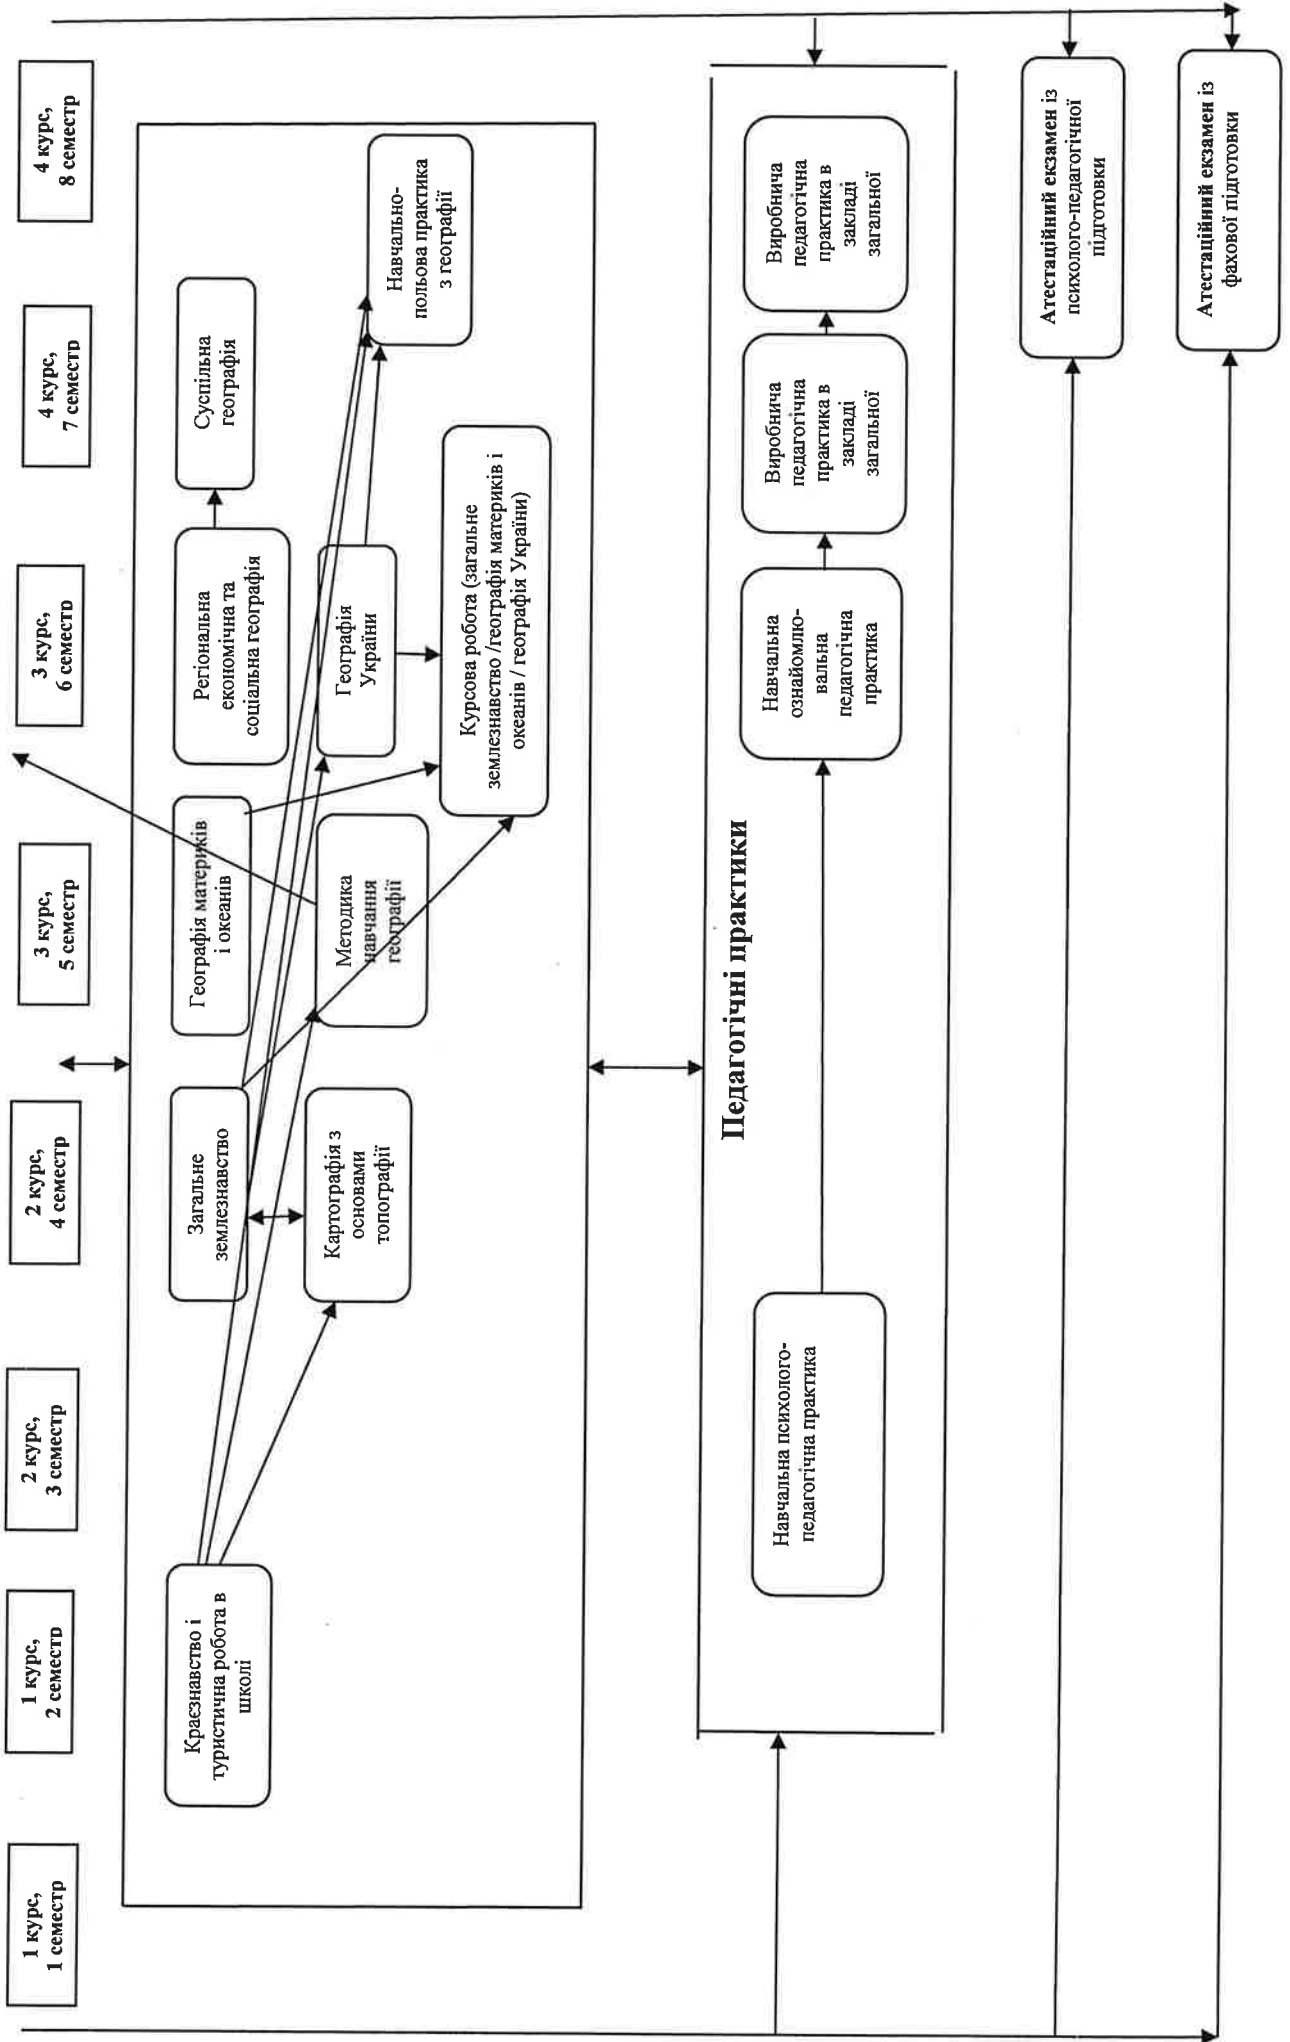 1 курс,
1 семестр
1 курс,
2 семестр
2 курс,
3 семестр
2 курс,
4 семестр
3 курс,
5 семестр
3 курс,
6 семестр
4 курс,
7 семестр
4 курс,
8 семестр
Краєзнавство і
туристична робота в
школі
Загальне
землезнавство
Картографія з
основами
топографії
Географія материків
і океанів
Методика
навчання
географії
Регіональна
економічна та
соціальна географія
Географія
України
Суспільна
географія
Навчально-
польова практика
з географії
Курсова робота (загальне
землезнавство /географія материків і
океанів / географія України)
Педагогічні практики
Навчальна психолого-
педагогічна практика
Навчальна
ознайомлю-
вальна
педагогічна
практика
Виробнича
педагогічна
практика в
закладі
загальної
Виробнича
педагогічна
практика в
закладі
загальної
Атестаційний екзамен із
психолого-педагогічної
підготовки
Атестаційний екзамен із
фахової підготовки